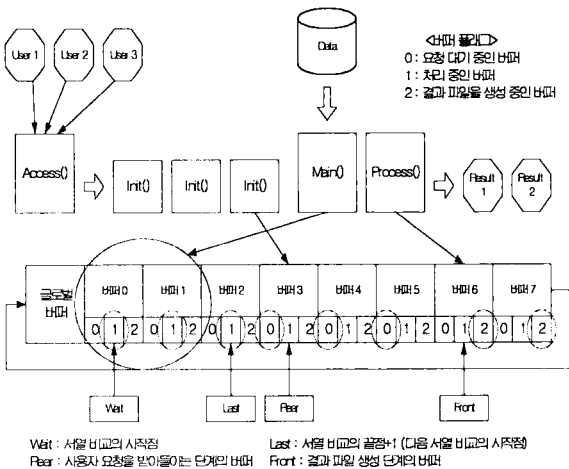 User 1
User 2
User 3
Data
<버퍼 플래그>
0 : 요청 대기 중인 버퍼
1 : 처리 중인 버퍼
2 : 결과 파일을 생성 중인 버퍼
Access()
Init()
Init()
Init()
Main()
Process()
Result 1
Result 2
글로벌 버퍼
버퍼0
버퍼1
버퍼2
버퍼3
버퍼4
버퍼5
버퍼6
버퍼7
0 1 2 0 1 2 0 1 2 0 1 2 0 1 2 0 1 2 0 1 2 0 1 2
Wait
Last
Rear
Front
Wait : 서열 비교의 시작점
Last : 서열 비교의 끝점+1 (다음 서열 비교의 시작점)
Rear : 사용자 요청을 받아들이는 단계의 버퍼
Front : 결과 파일 생성 단계의 버퍼